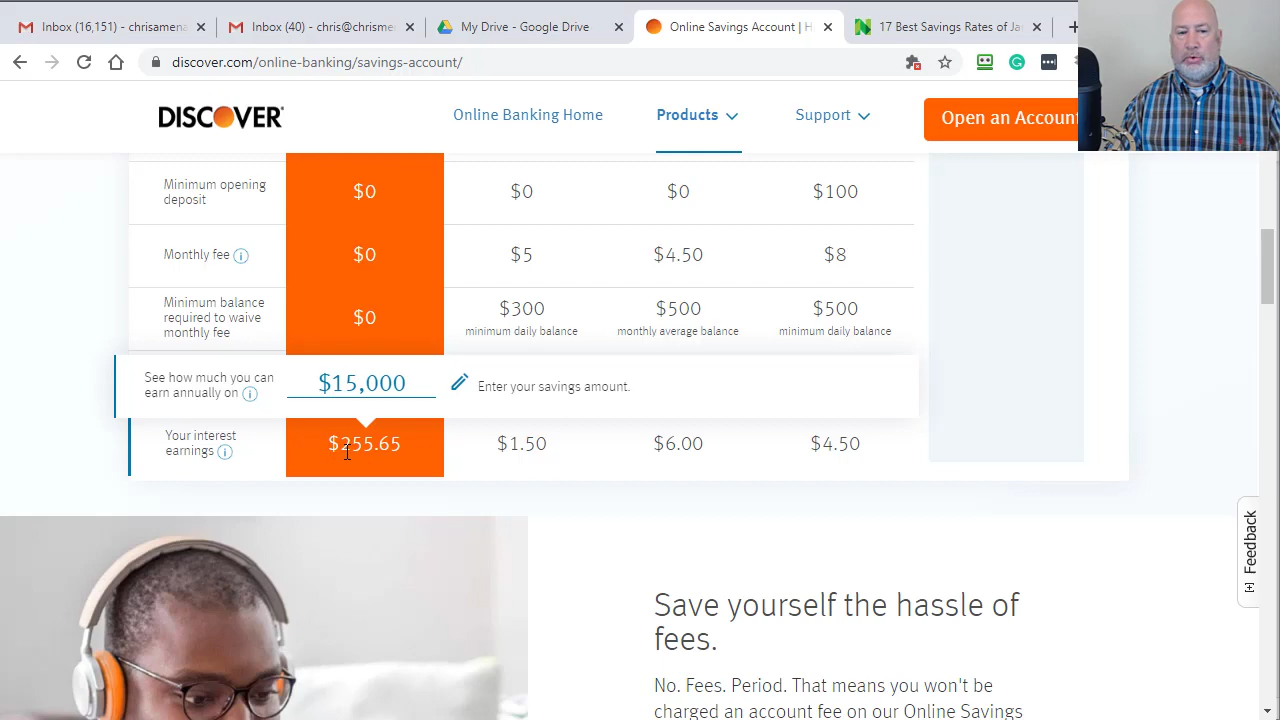 Inbox (16,151) – chrisamena
Inbox (40) – chris@chrisme
My Drive - Google Drive
Online Savings Account | H
17 Best Savings Rates of Ja
discover.com/online-banking/savings-account/
DISCOVER
Online Banking Home
Products
Support
Open an Account
Minimum opening
deposit
$0
$0
$0
$100
Monthly fee
$0
$5
$4.50
$8
Minimum balance
required to waive
monthly fee
$0
$300
minimum daily balance
$500
monthly average balance
$500
minimum daily balance
See how much you can
earn annually on
$15,000
Enter your savings amount.
Your interest
earnings
$255.65
$1.50
$6.00
$4.50
Feedback
Save yourself the hassle of
fees.
No. Fees. Period. That means you won't be
charged an account fee on our Online Savings